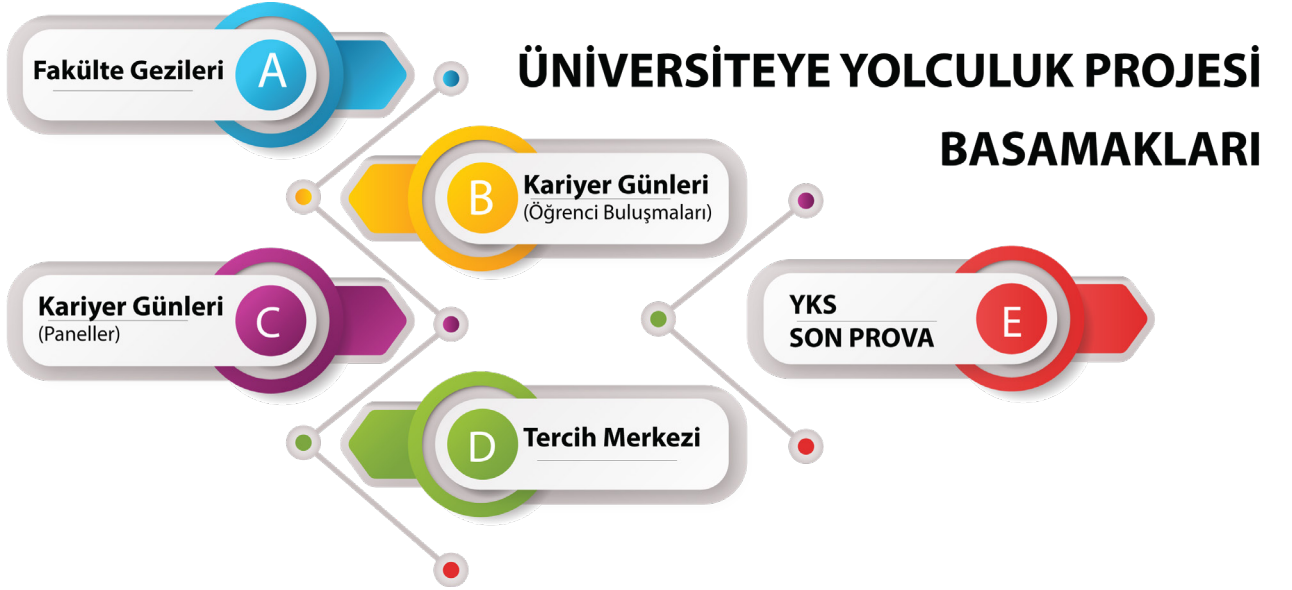 ÜNİVERSİTEYE YOLCULUK PROJESİ
BASAMAKLARI
Fakülte Gezileri
A
B
Kariyer Günleri
(Öğrenci Buluşmaları)
Kariyer Günleri
(Paneller)
C
D
Tercih Merkezi
YKS
SON PROVA
E